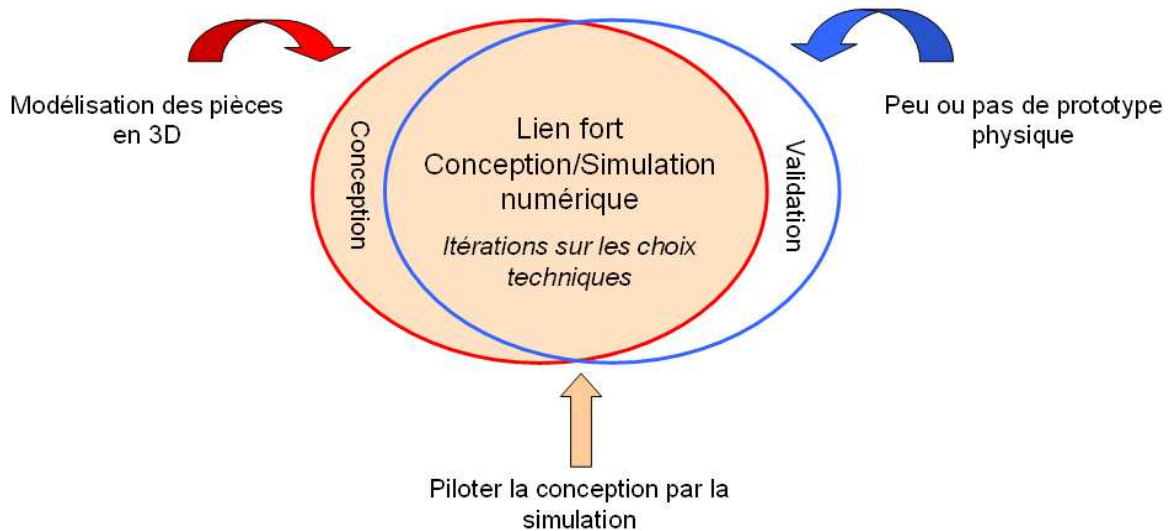 Modélisation des pièces
en 3D
Conception
Lien fort
Conception/Simulation
numérique
Itérations sur les choix
techniques
Validation
Peu ou pas de prototype
physique
Piloter la conception par la
simulation